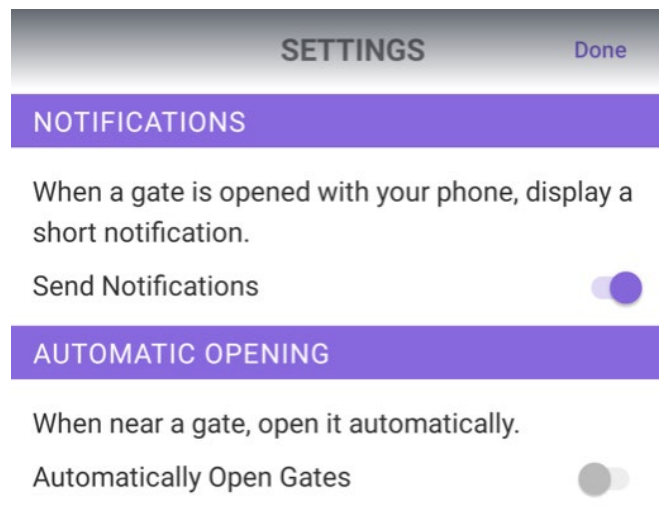 SETTINGS Done
NOTIFICATIONS
When a gate is opened with your phone, display a
short notification.
Send Notifications
AUTOMATIC OPENING
When near a gate, open it automatically.
Automatically Open Gates